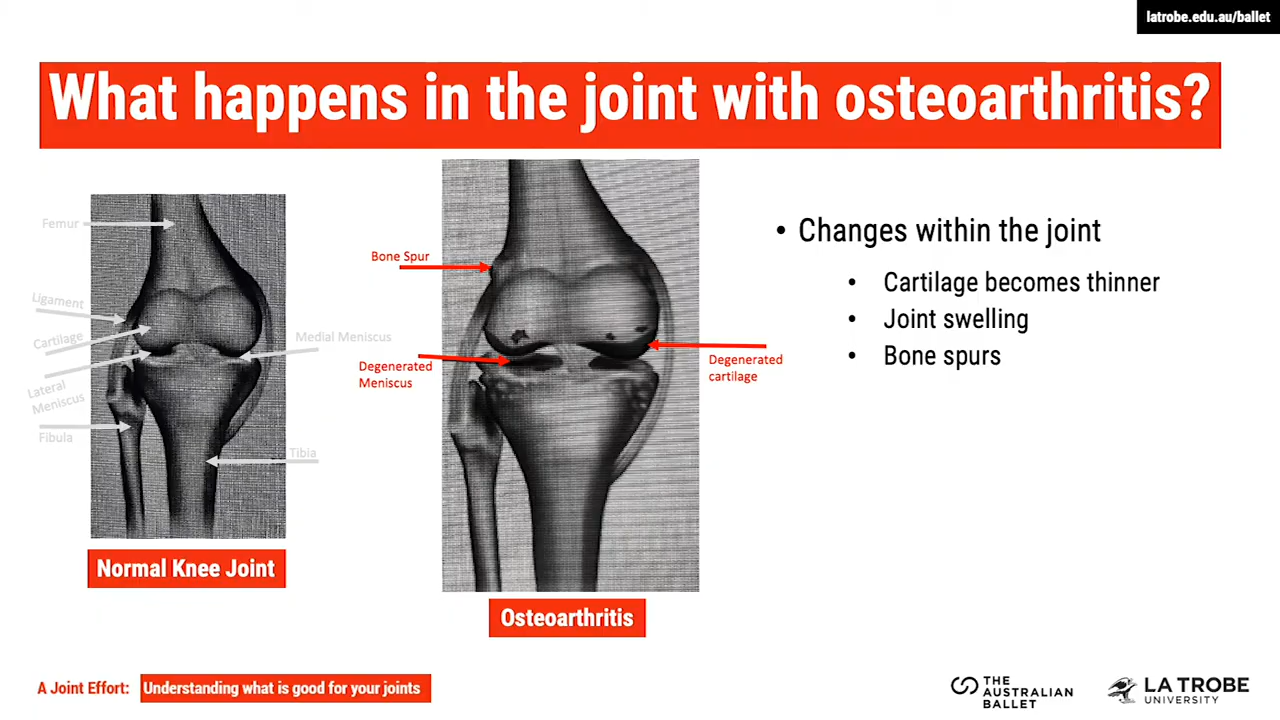 latrobe.edu.au/ballet
What happens in the joint with osteoarthritis?
Femur
Ligament
Cartilage
Lateral
Meniscus
Fibula
Medial Meniscus
Tibia
Normal Knee Joint
Bone Spur
Degenerated
Meniscus
Degenerated
cartilage
Osteoarthritis
• Changes within the joint
• Cartilage becomes thinner
• Joint swelling
• Bone spurs
A Joint Effort: Understanding what is good for your joints
THE
AUSTRALIAN
BALLET
LA TROBE
UNIVERSITY